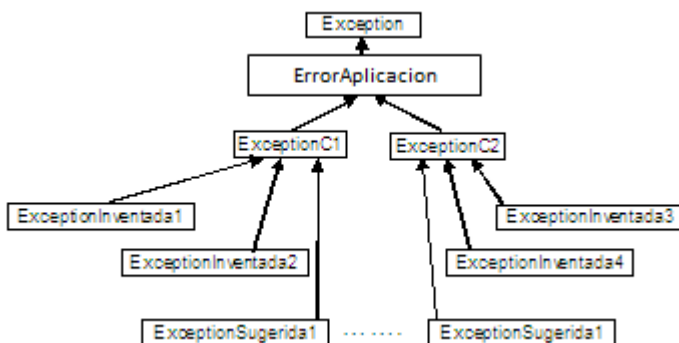 Exception
ErrorAplicacion
ExceptionC1
ExceptionC2
ExceptionInventada1
ExceptionInventada3
ExceptionInventada2
ExceptionInventada4
ExceptionSugerida1 ........ ExceptionSugerida1